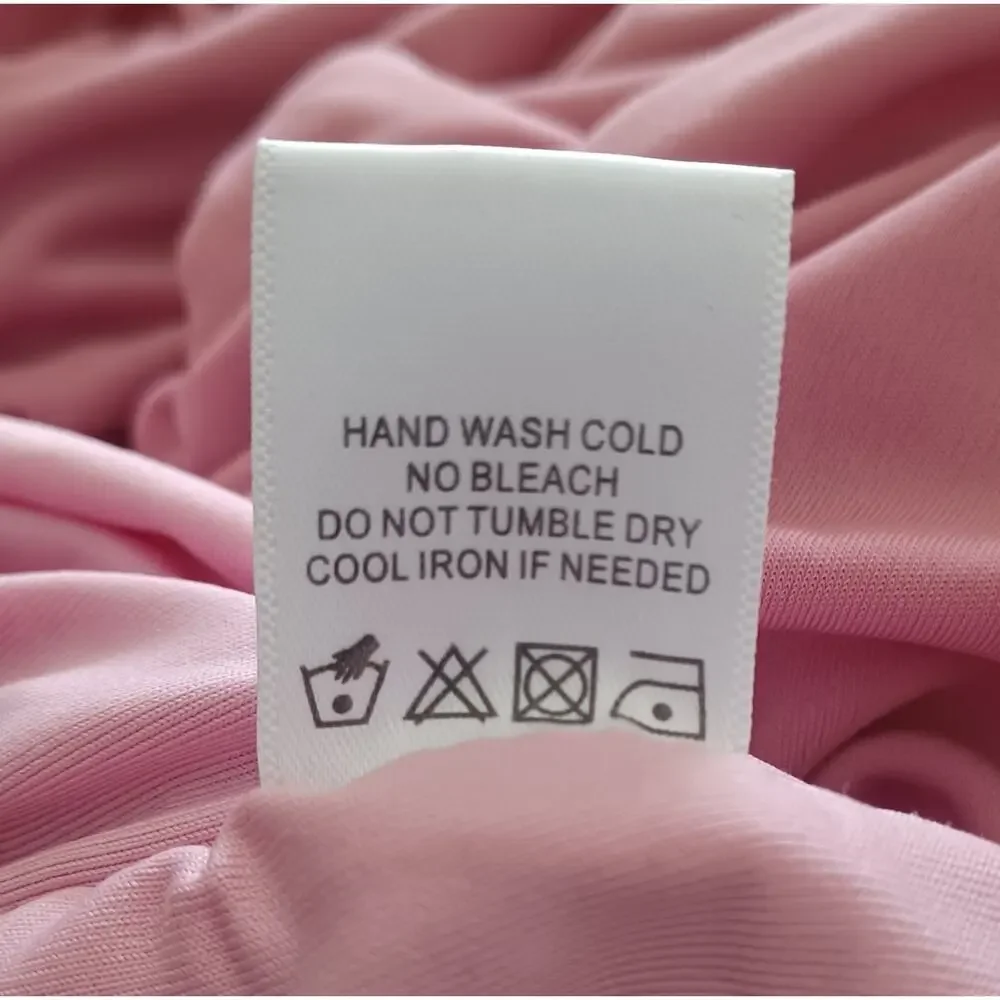 HAND WASH COLD
NO BLEACH
DO NOT TUMBLE DRY
COOL IRON IF NEEDED